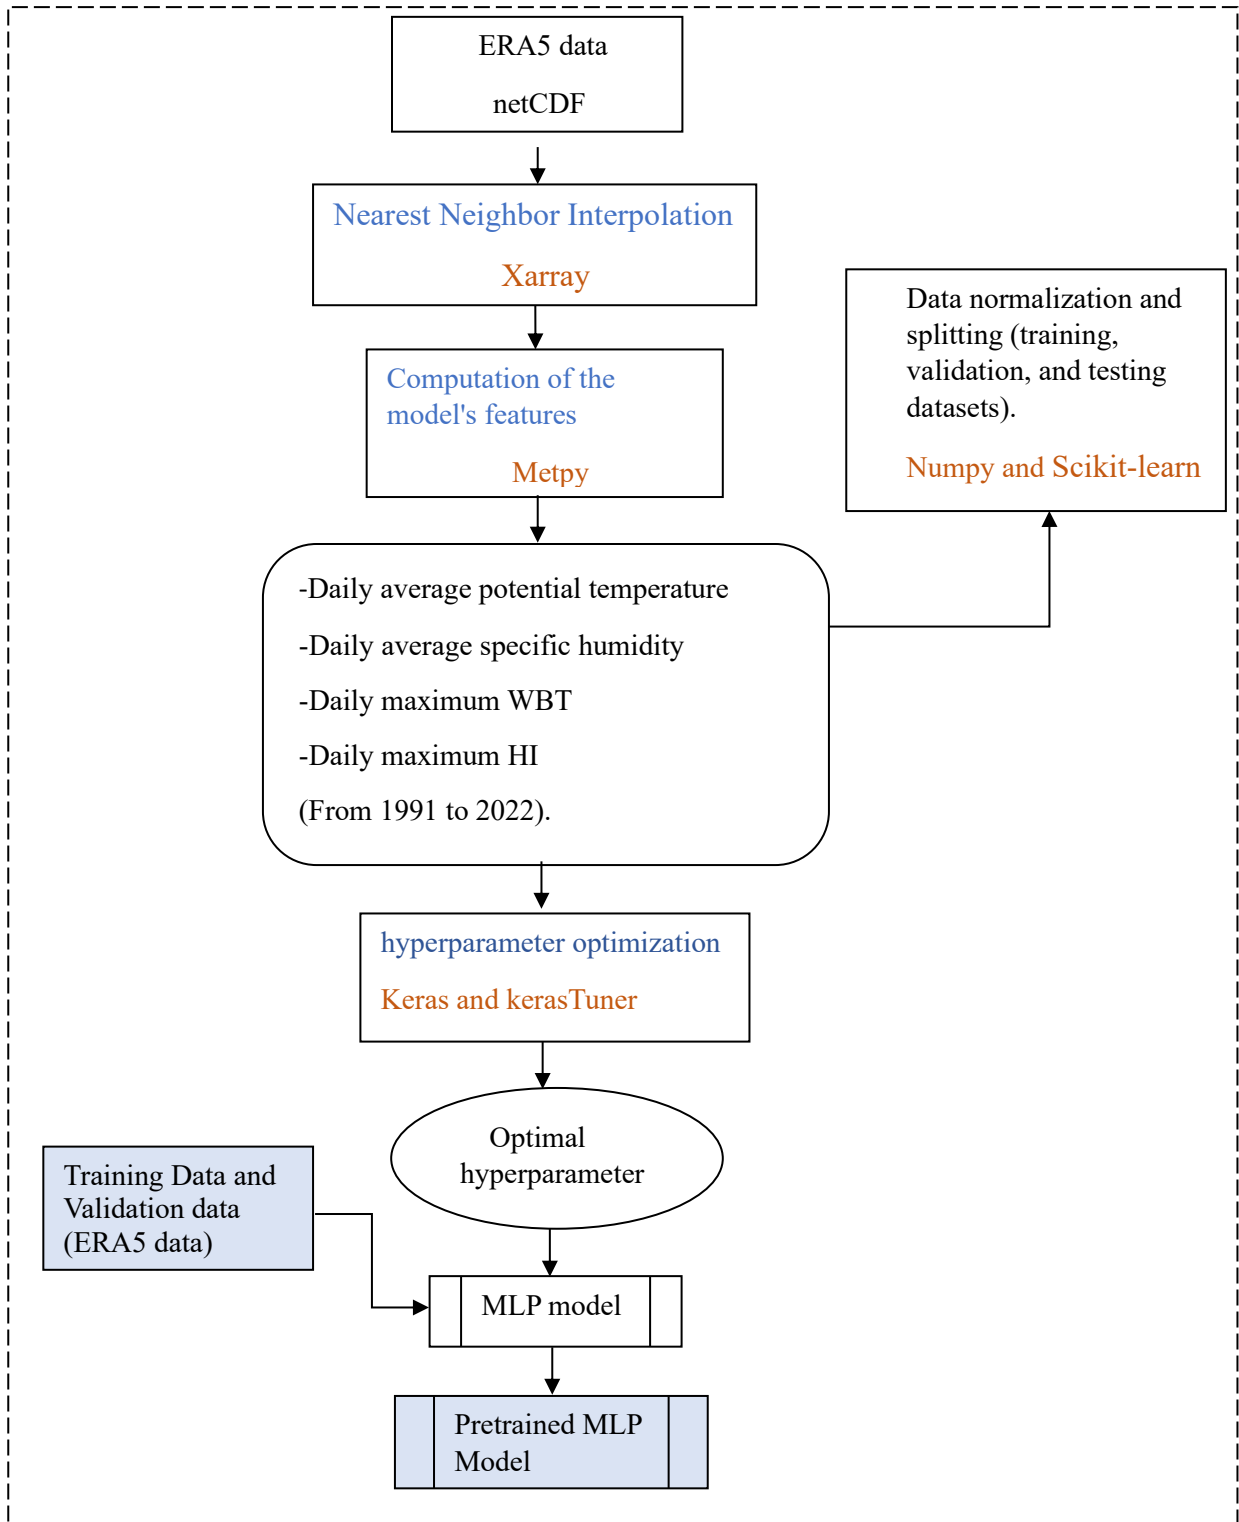 ERA5 data
netCDF
Nearest Neighbor Interpolation
Xarray
Computation of the
model's features
Metpy
Data normalization and
splitting (training,
validation, and testing
datasets).
Numpy and Scikit-learn
-Daily average potential temperature
-Daily average specific humidity
-Daily maximum WBT
-Daily maximum HI
(From 1991 to 2022).
hyperparameter optimization
Keras and kerasTuner
Optimal
hyperparameter
Training Data and
Validation data
(ERA5 data)
MLP model
Pretrained MLP
Model